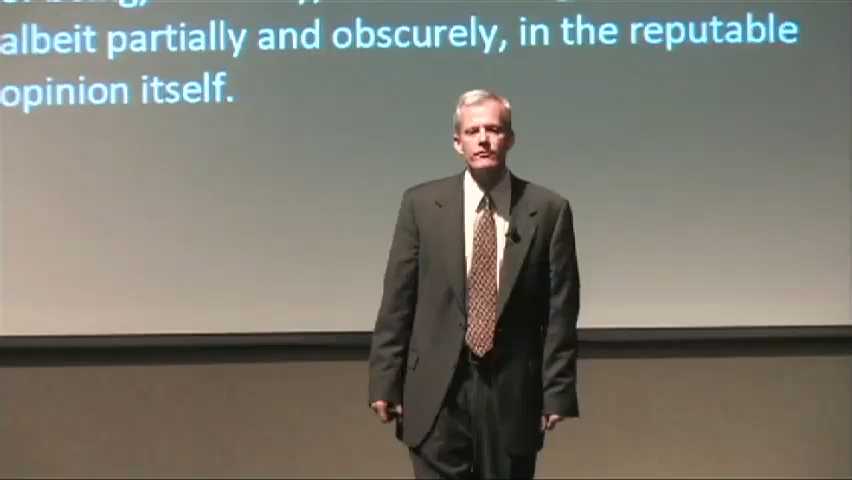 albeit partially and obscurely, in the reputable
opinion itself.